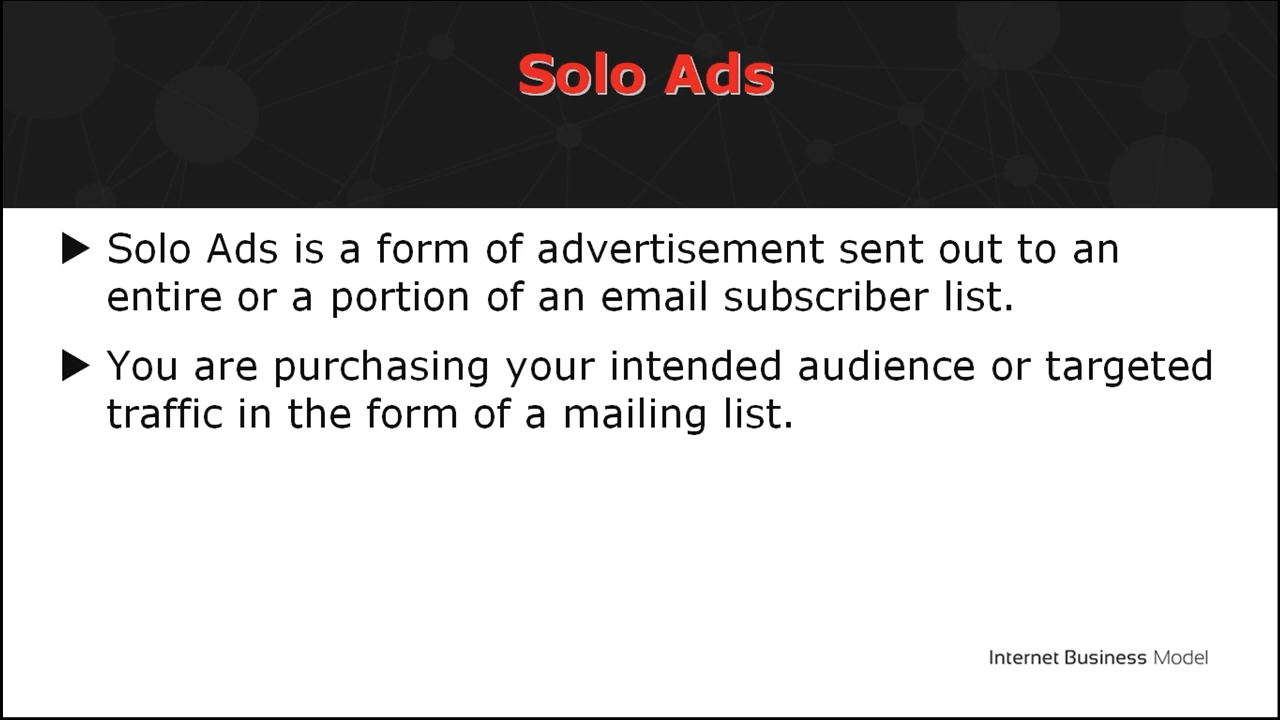 Solo Ads
▶ Solo Ads is a form of advertisement sent out to an
entire or a portion of an email subscriber list.
▶ You are purchasing your intended audience or targeted
traffic in the form of a mailing list.
Internet Business Model